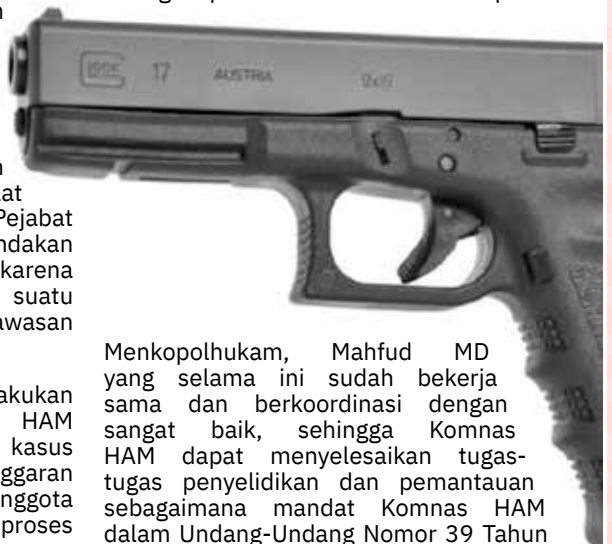 GLOCK 17 AUSTRIA 9x19
Pejabat
ndakan
karena
suatu
awasan
akukan
HAM
kasus
ggaran
nggota
proses
Menkopolhukam, Mahfud MD
yang selama ini sudah bekerja
sama dan berkoordinasi dengan
sangat baik, sehingga Komnas
HAM dapat menyelesaikan tugas-
tugas penyelidikan dan pemantauan
sebagaimana mandat Komnas HAM
dalam Undang-Undang Nomor 39 Tahun